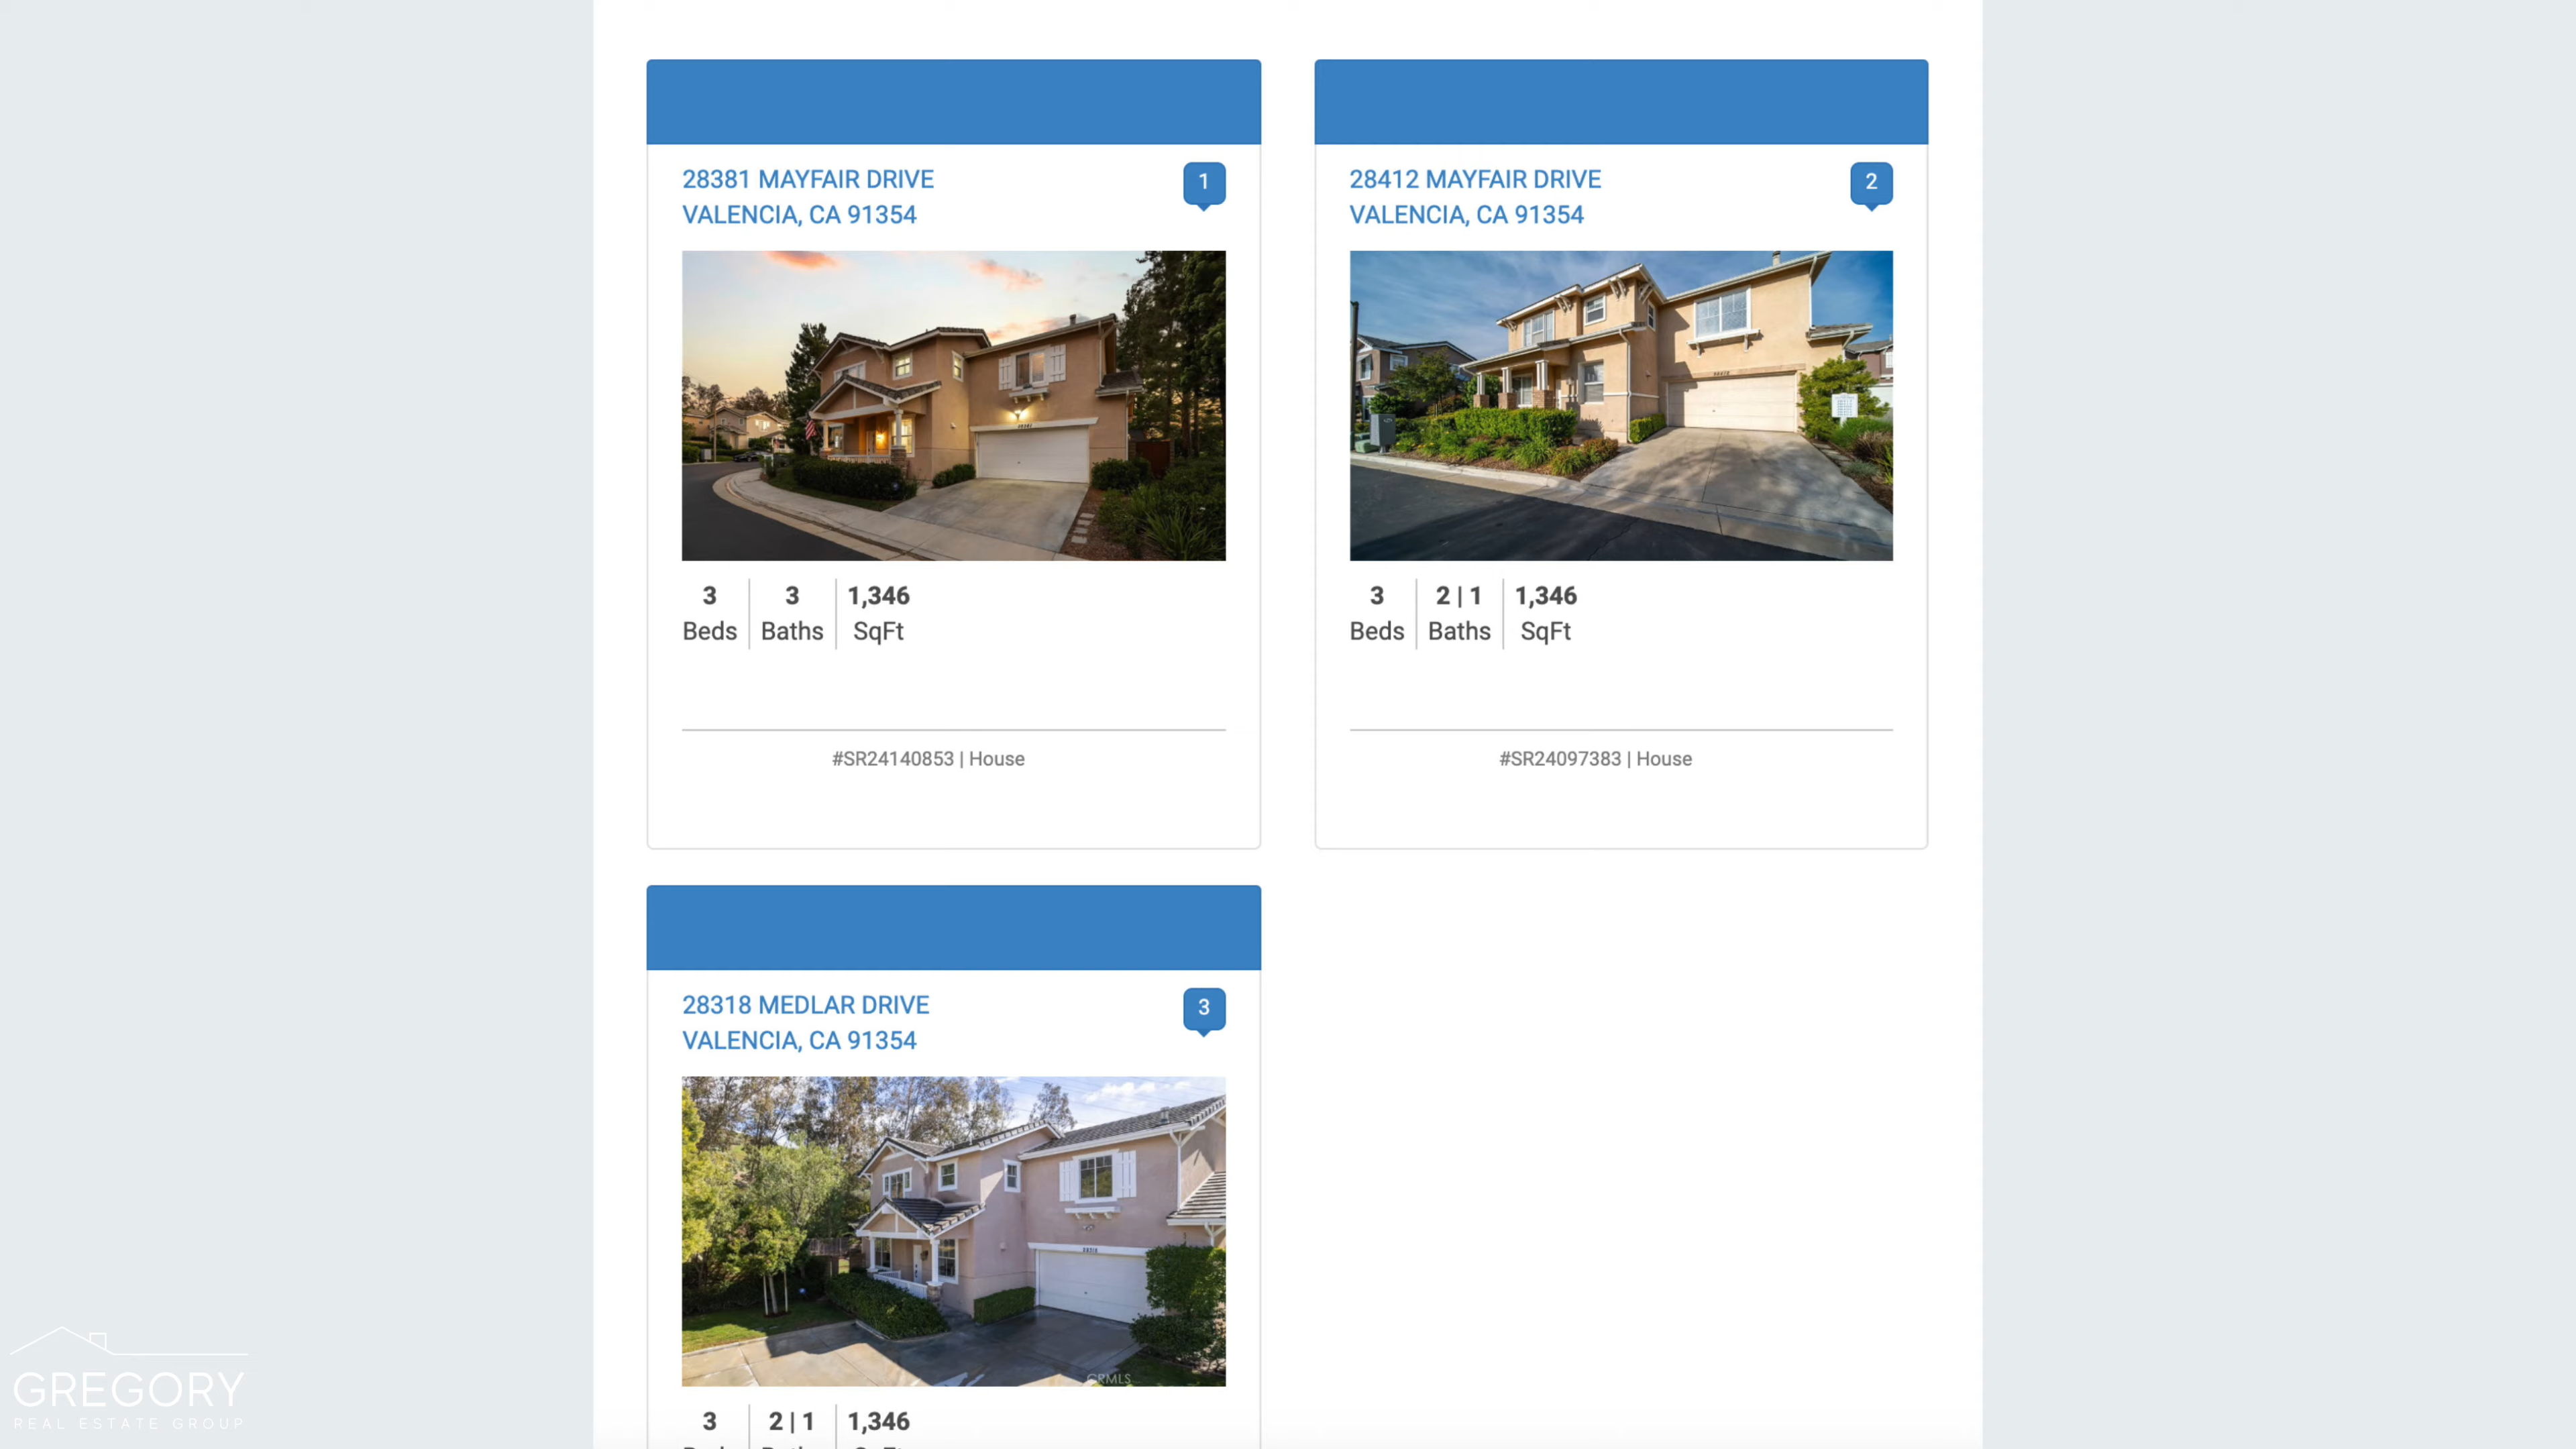 28381 MAYFAIR DRIVE
VALENCIA, CA 91354
1
3
Beds
3
Baths
1,346
SqFt
#SR24140853 | House
28412 MAYFAIR DRIVE
VALENCIA, CA 91354
2
3
Beds
2 | 1
Baths
1,346
SqFt
#SR24097383 | House
28318 MEDLAR DRIVE
VALENCIA, CA 91354
3
CRMLS
3
2 | 1
1,346
GREGORY
REAL ESTATE GROUP